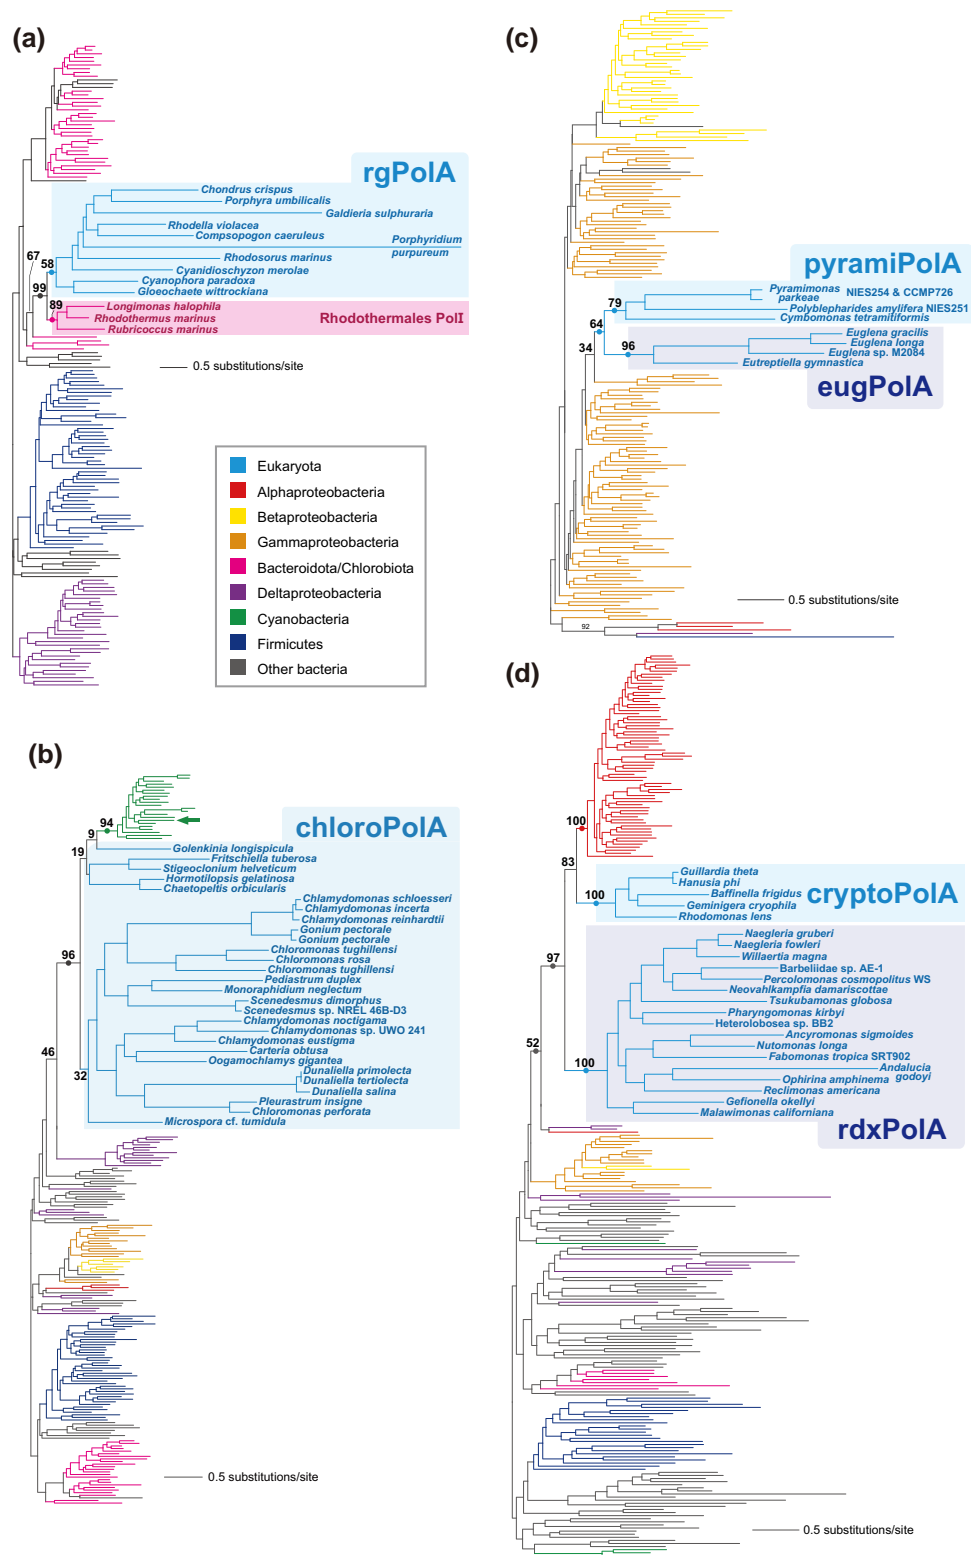 (a)
rgPolA
Chondrus crispus
Porphyra umbilicalis
Galdieria sulphuraria
Rhodella violacea
Compsopogon caeruleus
Porphyridium
purpureum
Rhodosorus marinus
Cyanidioschyzon merolae
Cyanophora paradoxa
Gloeochaete wittrockiana
67
58
99
89
Longimonas halophila
Rhodothermus marinus
Rubricoccus marinus
Rhodothermales PolI
0.5 substitutions/site
Eukaryota
Alphaproteobacteria
Betaproteobacteria
Gammaproteobacteria
Bacteroidota/Chlorobiota
Deltaproteobacteria
Cyanobacteria
Firmicutes
Other bacteria
(b)
chloroPolA
94
9
19
96
46
32
Golenkinia longispicula
Fritschiella tuberosa
Stigeoclonium helveticum
Hormotilopsis gelatinosa
Chaetopeltis orbicularis
Chlamydomonas schloesseri
Chlamydomonas incerta
Chlamydomonas reinhardtii
Gonium pectorale
Gonium pectorale
Chloromonas tughillensi
Chloromonas rosa
Chloromonas tughillensi
Pediastrum duplex
Monoraphidium neglectum
Scenedesmus dimorphus
Scenedesmus sp. NREL 46B-D3
Chlamydomonas noctigama
Chlamydomonas sp. UWO 241
Chlamydomonas eustigma
Carteria obtusa
Oogamochlamys gigantea
Dunaliella primolecta
Dunaliella tertiolecta
Dunaliella salina
Pleurastrum insigne
Chloromonas perforata
Microspora cf. tumidula
0.5 substitutions/site
(c)
pyramiPolA
79
64
34
96
Pyramimonas
parkeae
NIES254 & CCMP726
Polyblepharides amylifera NIES251
Cymbomonas tetramitiformis
Euglena gracilis
Euglena longa
Euglena sp. M2084
Eutreptiella gymnastica
eugPolA
0.5 substitutions/site
92
(d)
100
83
100
97
52
100
Guillardia theta
Hanusia phi
Baffinella frigidus
Geminigera cryophila
Rhodomonas lens
cryptoPolA
Naegleria gruberi
Naegleria fowleri
Willaertia magna
Barbeliidae sp. AE-1
Percolomonas cosmopolitus WS
Neovahlkampfia damariscottae
Tsukubamonas globosa
Pharyngomonas kirbyi
Heterolobosea sp. BB2
Ancyromonas sigmoides
Nutomonas longa
Fabomonas tropica SRT902
Andalucia
godoyi
Ophirina amphinema
Reclimonas americana
Gefionella okellyi
Malawimonas californiana
rdxPolA
0.5 substitutions/site